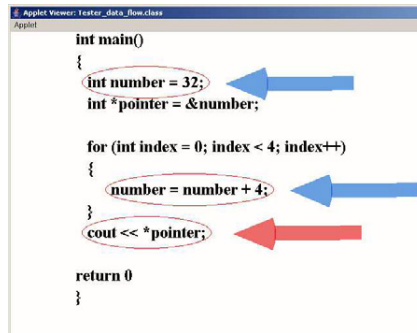 Applet Viewer: Tester_data_flow.class
Applet
int main()
{
int number = 32;
int *pointer = &number;
for (int index = 0; index < 4; index++)
{
number = number + 4;
}
cout << *pointer;
return 0
}